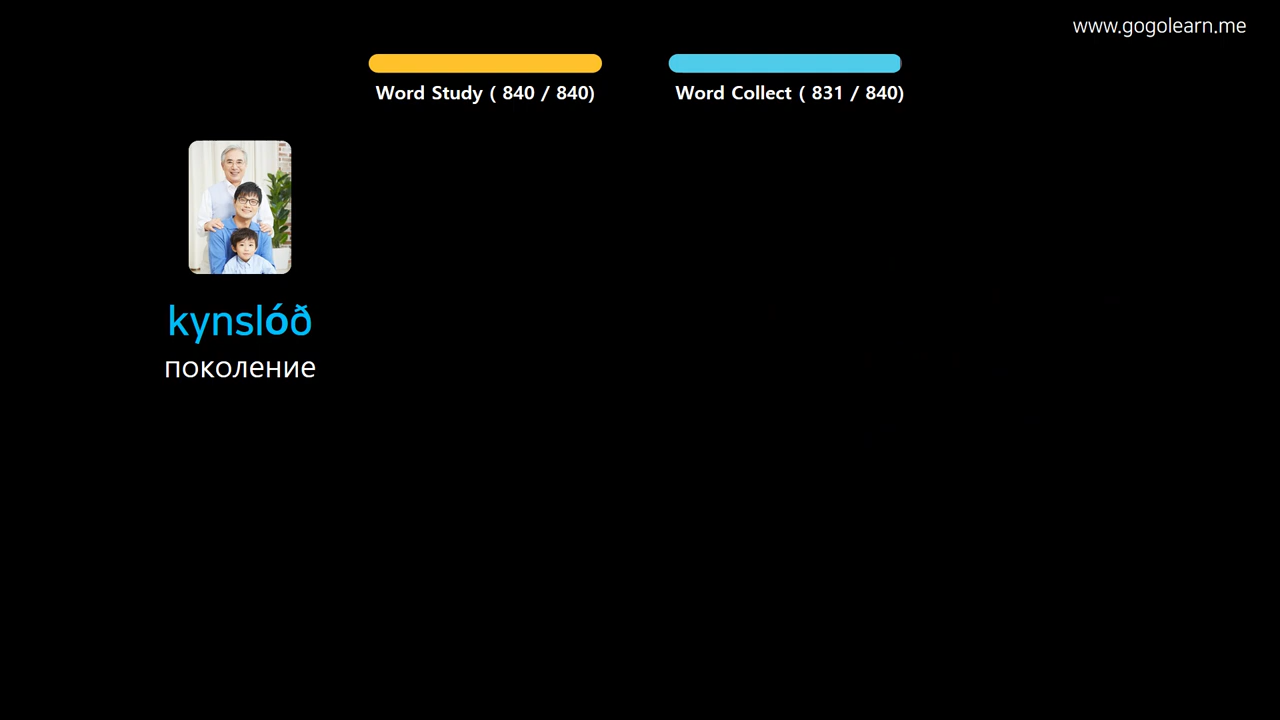 www.gogolearn.me
Word Study ( 840 / 840)
Word Collect ( 831 / 840)
kynslóð
поколение